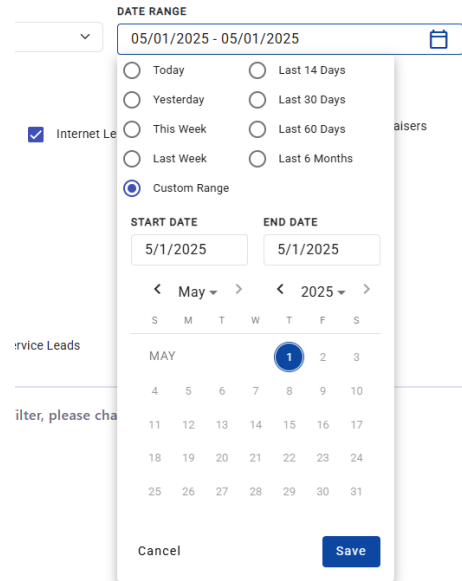 DATE RANGE
05/01/2025 - 05/01/2025
Today
Last 14 Days
Yesterday
Last 30 Days
aisers
Internet Le
This Week
Last 60 Days
Last Week
Last 6 Months
Custom Range
START DATE
END DATE
5/1/2025
5/1/2025
May
2025
S M T W T F S
MAY 1 2 3
ervice Leads
4 5 6 7 8 9 10
ilter, please cha
11 12 13 14 15 16 17
18 19 20 21 22 23 24
25 26 27 28 29 30 31
Cancel
Save